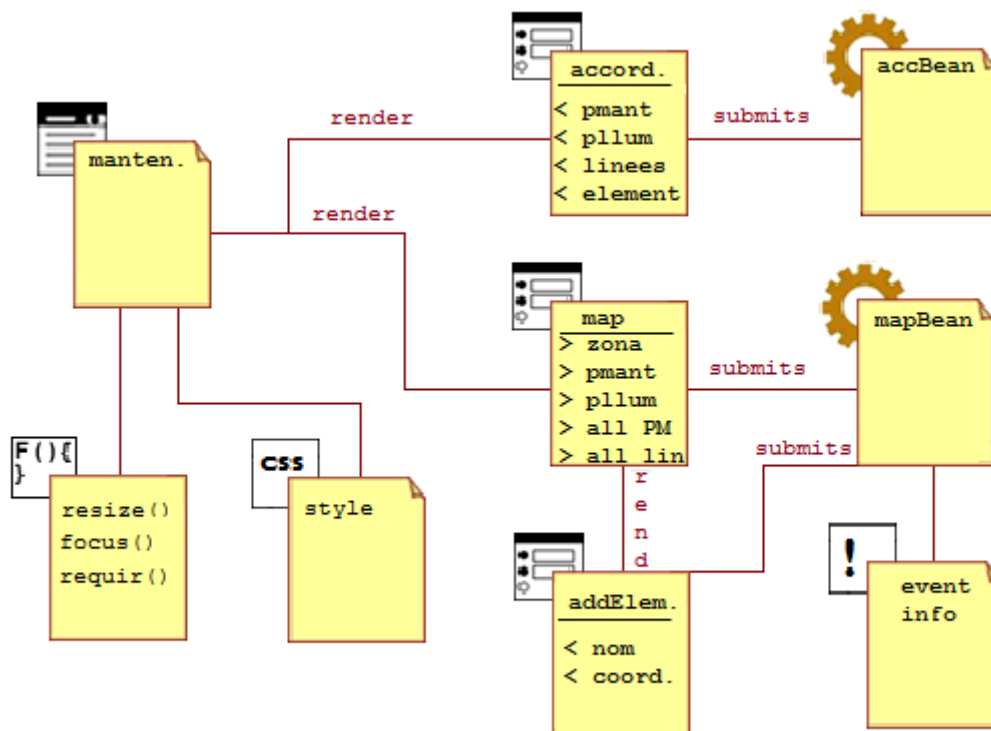 accord.
< pmant
< pllum
< linees
< element
accBean
render
submits
manten.
render
map
> zona
> pmant
> pllum
> all PM
> all lin
mapBean
submits
submits
F(){
}
resize()
focus()
requir()
css
style
r
e
n
d
addElem.
< nom
< coord.
!
event
info